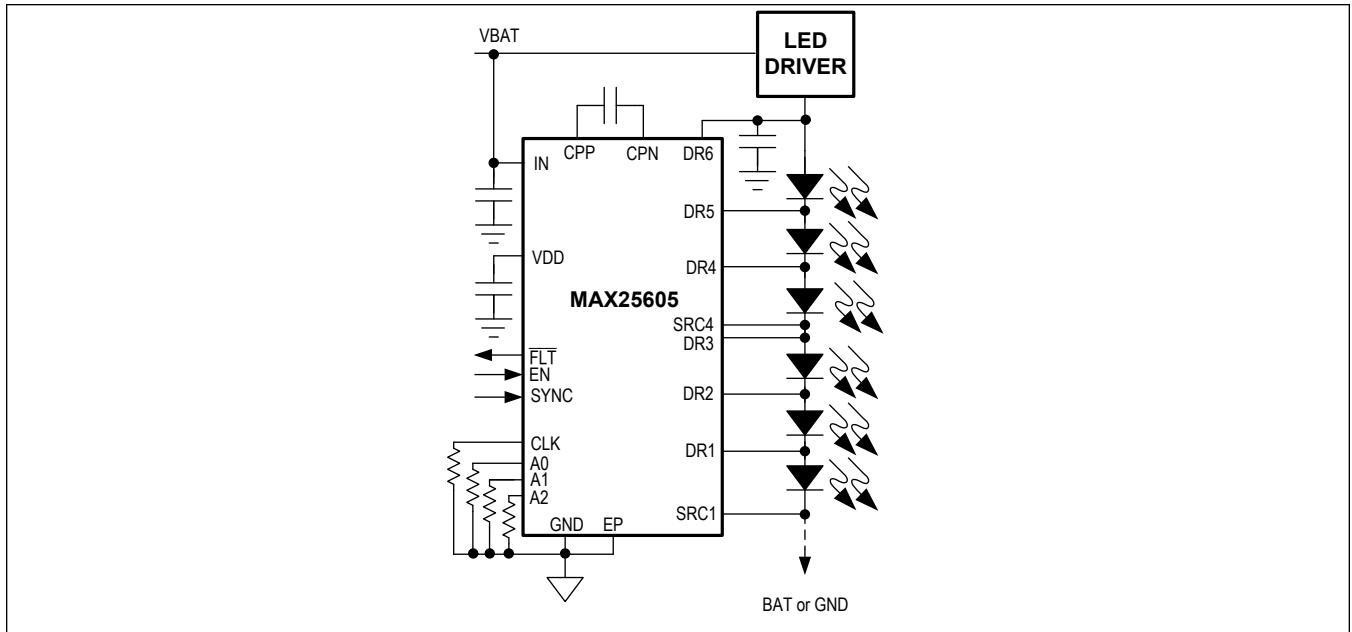 VBAT
LED
DRIVER
CPP
CPN
DR6
IN
DR5
VDD
DR4
MAX25605
SRC4
DR3
FLT
EN
SYNC
DR2
CLK
A0
A1
A2
DR1
SRC1
GND
EP
BAT or GND